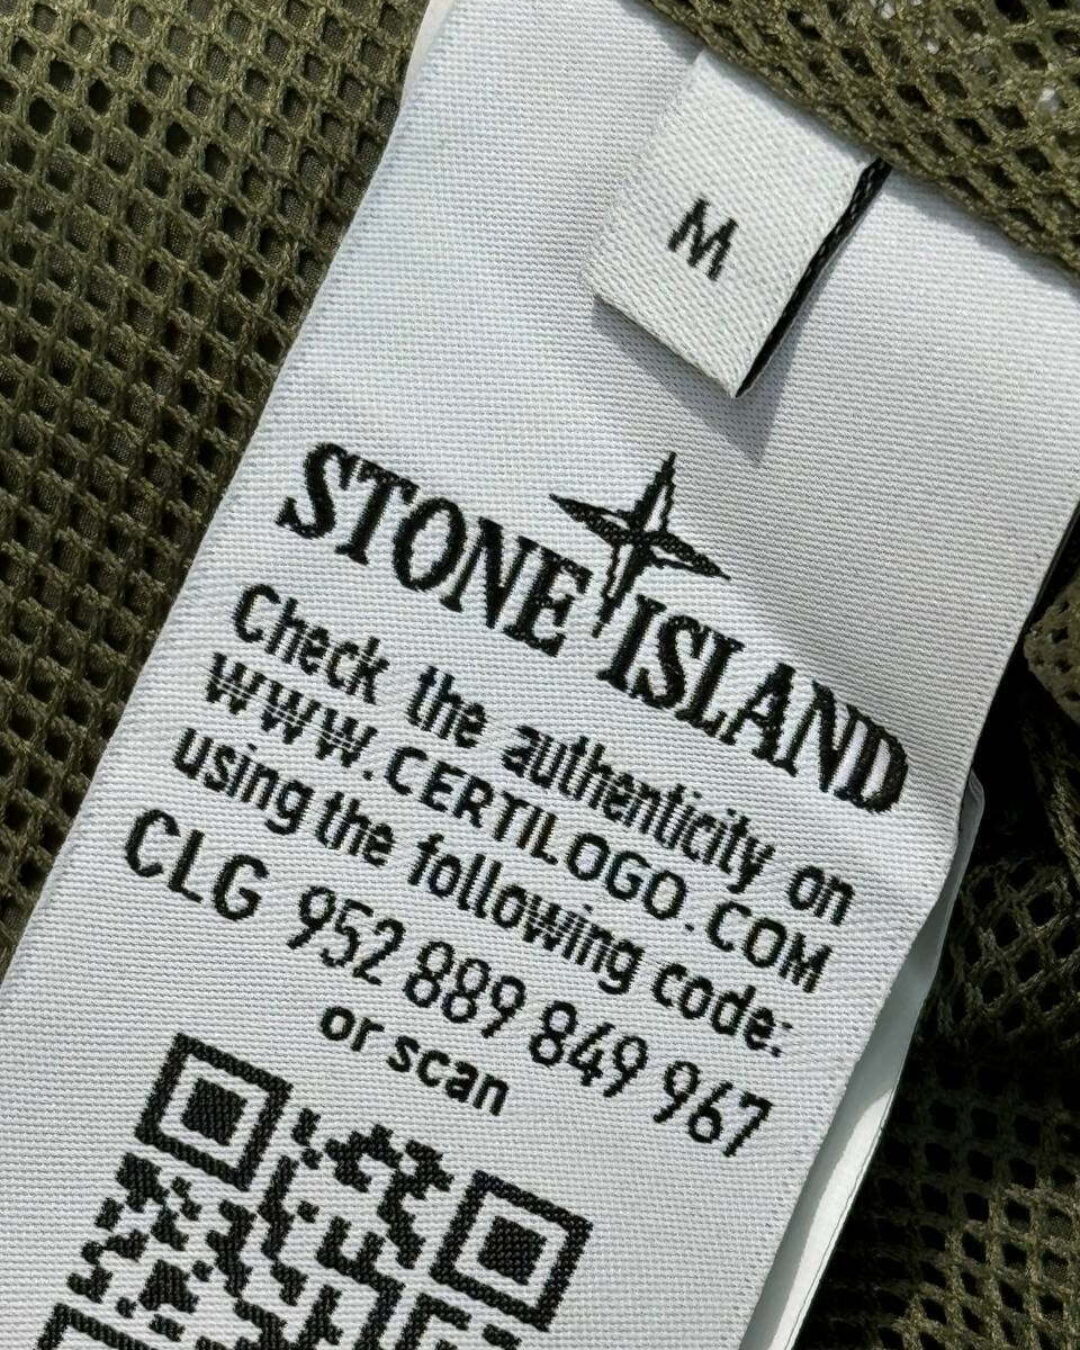 M
STONE ISLAND
Check the authenticity on
WWW.CERTILOGO.COM
using the following code:
CLG 952 889 849 967
or scan